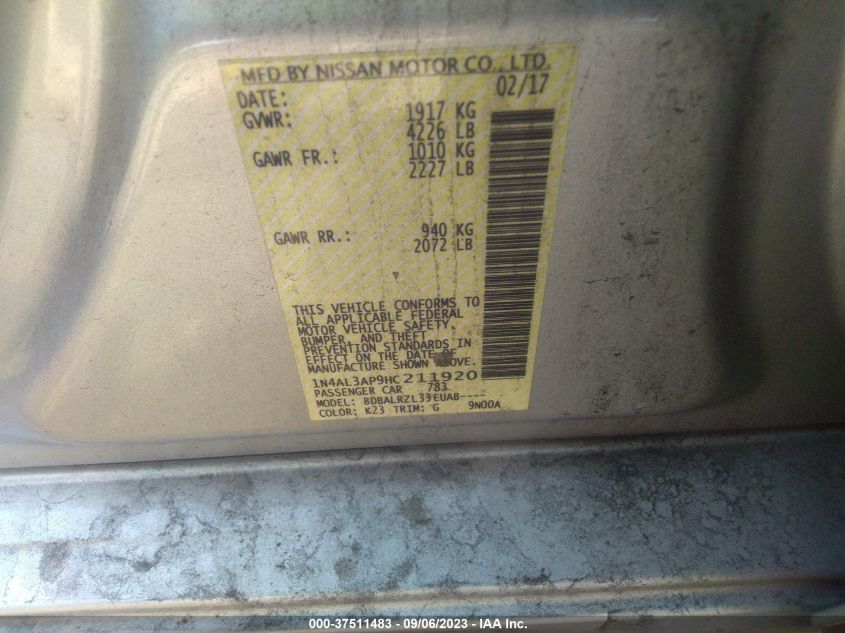 MFD BY NISSAN MOTOR CO., LTD.
DATE: 02/17
GVWR: 1917 KG
4226 LB
GAWR FR.: 1010 KG
2227 LB
GAWR RR.: 940 KG
2072 LB
THIS VEHICLE CONFORMS TO
ALL APPLICABLE FEDERAL
MOTOR VEHICLE SAFETY,
BUMPER, AND THEFT
PREVENTION STANDARDS IN
EFFECT ON THE DATE OF
MANUFACTURE SHOWN ABOVE.
1N4AL3AP9HC211920
PASSENGER CAR 783
MODEL: BDBALRZL33EUAB----
COLOR: K23 TRIM: G 9N00A
000-37511483 - 09/06/2023 - IAA Inc.